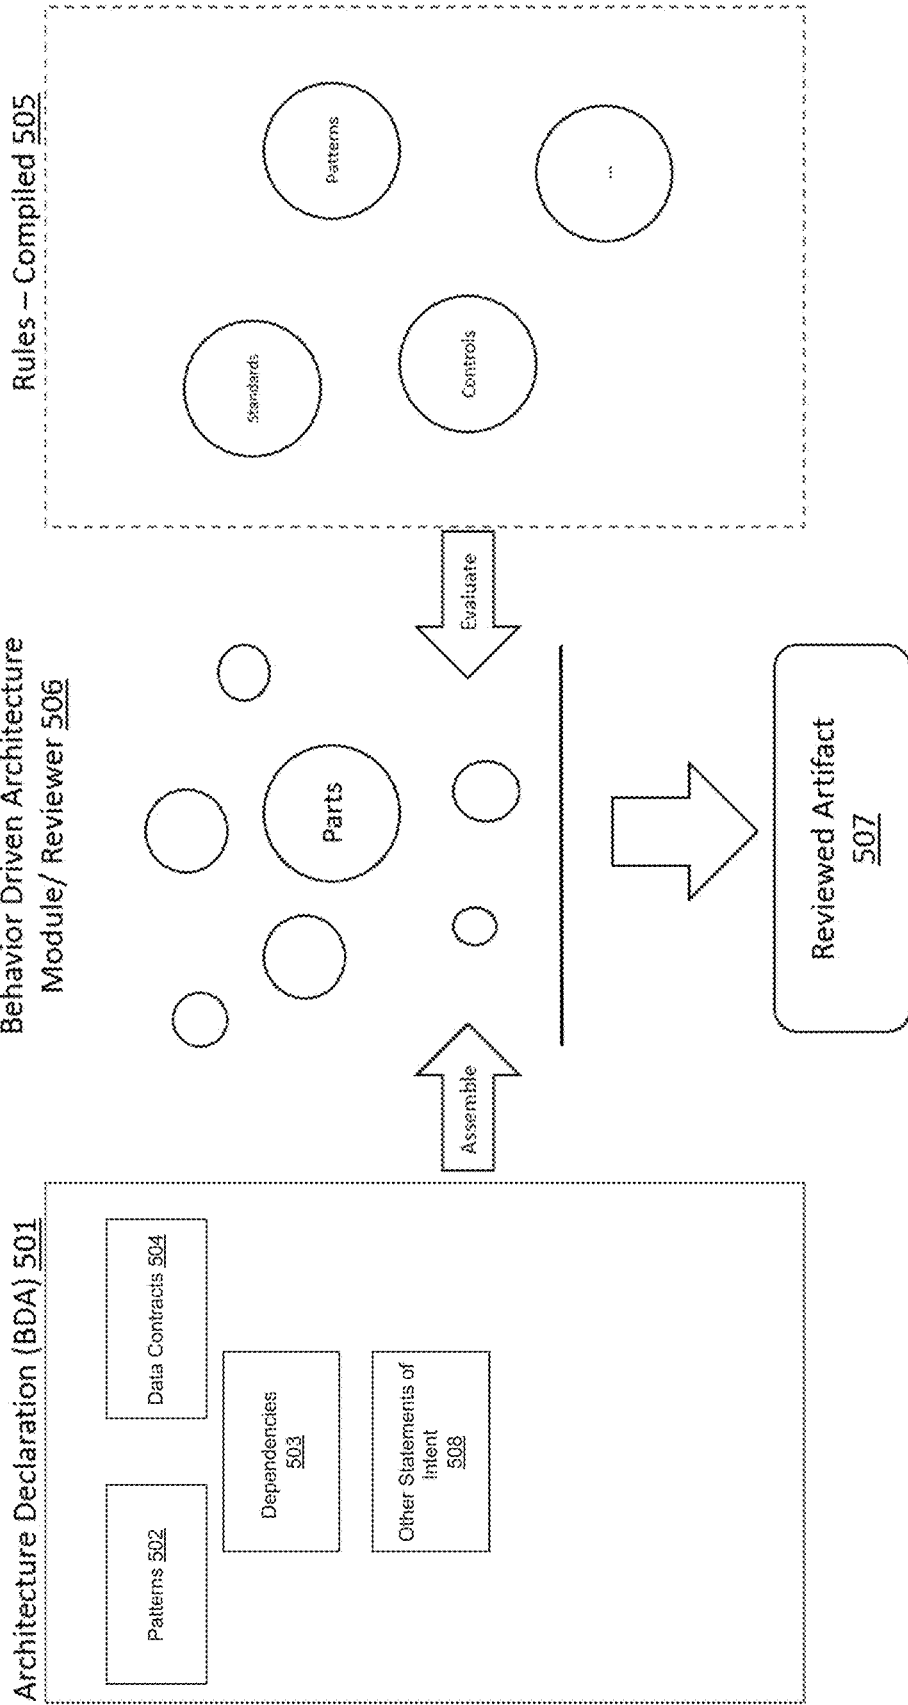 Architecture Declaration (BDA) 501
Patterns 502
Data Contracts 504
Dependencies
503
Other Statements of
Intent
508
Assemble
Behavior Driven Architecture
Module/ Reviewer 506
Parts
Evaluate
Reviewed Artifact
507
Rules – Compiled 505
Standards
Patterns
Controls
...